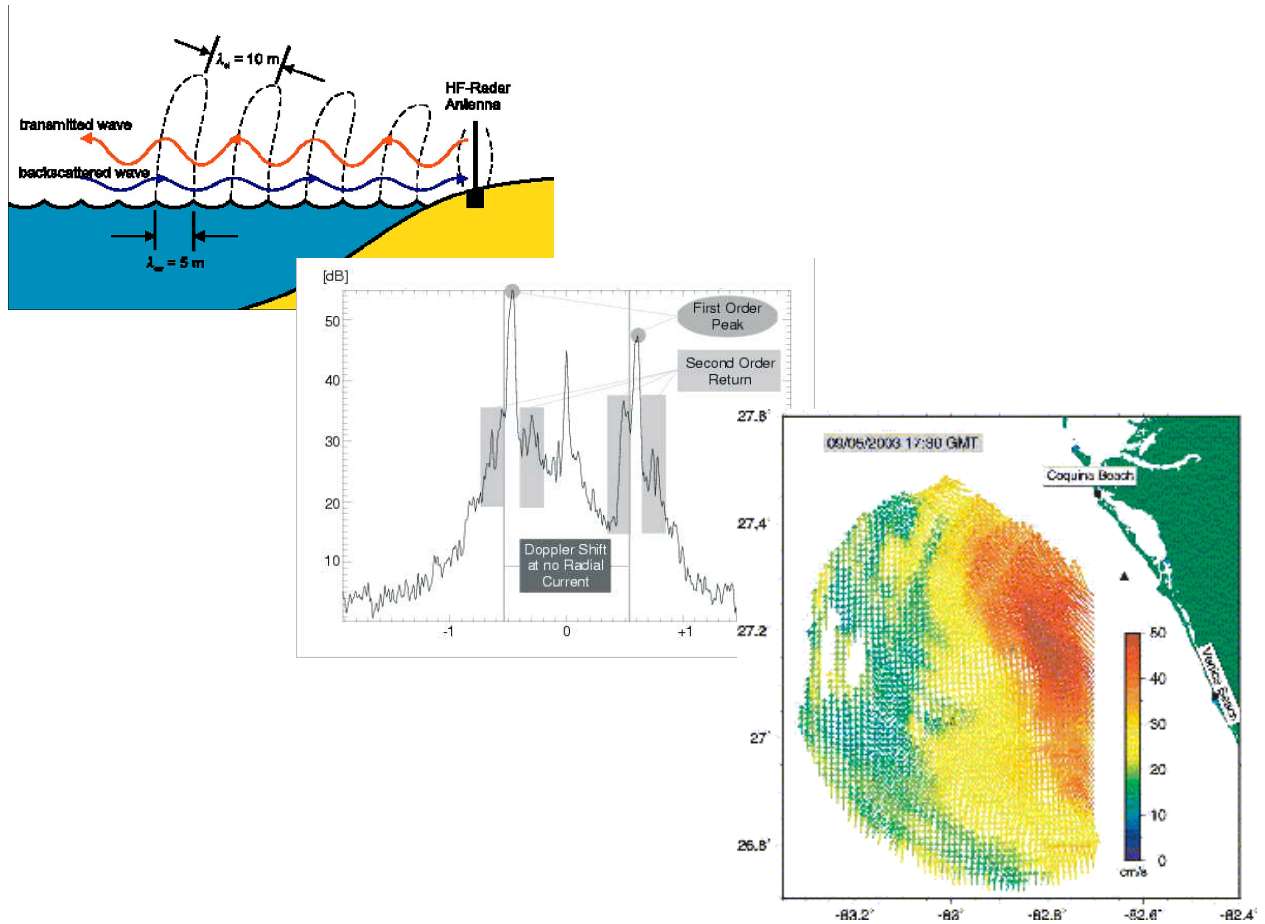 λel = 10 m
HF-Radar
Antenna
transmitted wave
backscattered wave
λsw = 5 m
[dB]
50
40
30
20
10
-1
0
+1
First Order
Peak
Second Order
Return
Doppler Shift
at no Radial
Current
27.6°
27.4°
27.2°
27°
26.8°
09/05/2003 17:30 GMT
Coquina Beach
Venice Beach
50
40
30
20
10
0
cm/s
-83.2°
-83°
-82.8°
-82.6°
-82.4°